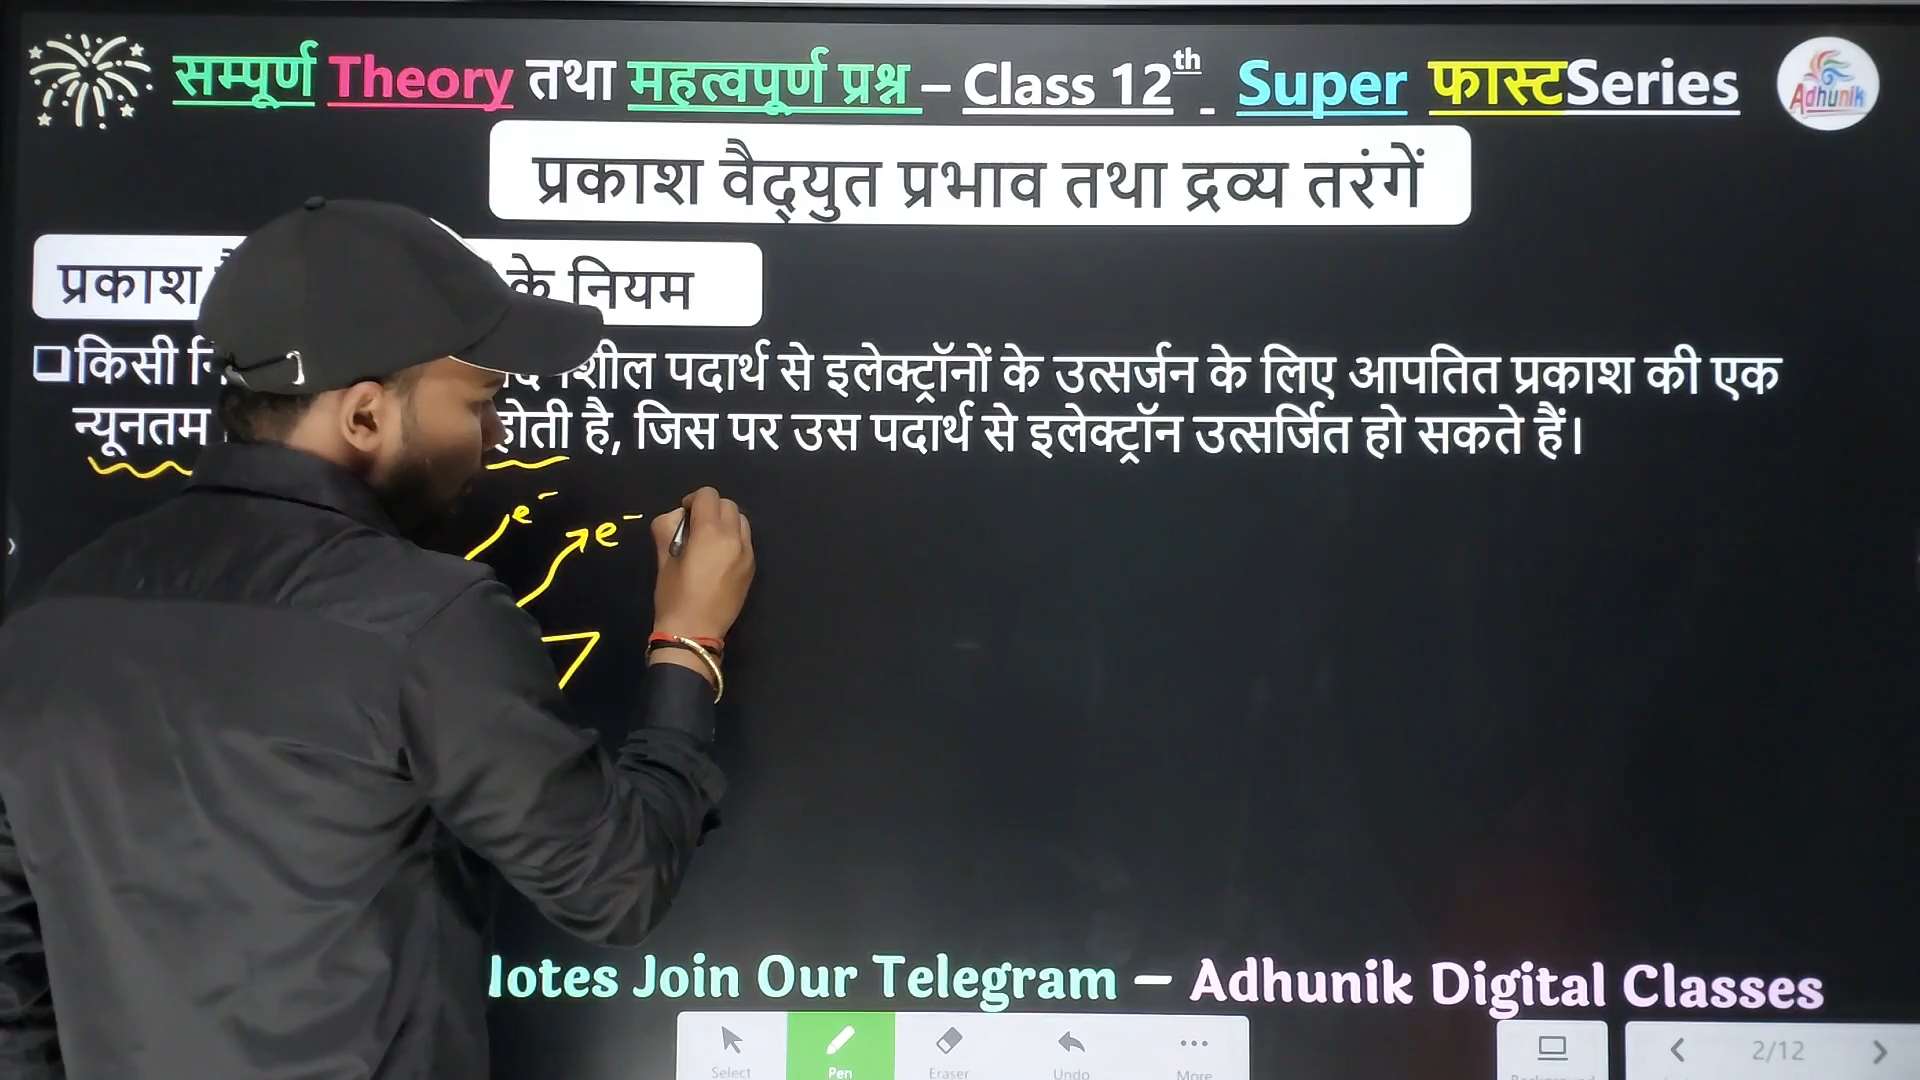 सम्पूर्ण Theory तथा महत्वपूर्ण प्रश्न – Class 12th - Super फास्टSeries
Adhunik
प्रकाश वैद्युत प्रभाव तथा द्रव्य तरंगें
प्रकाश के नियम
किसी शील पदार्थ से इलेक्ट्रॉनों के उत्सर्जन के लिए आपतित प्रकाश की एक
न्यूनतम होती है, जिस पर उस पदार्थ से इलेक्ट्रॉन उत्सर्जित हो सकते हैं।
e⁻
e⁻
Join Our Telegram – Adhunik Digital Classes
Select Pen Eraser Undo More
2/12